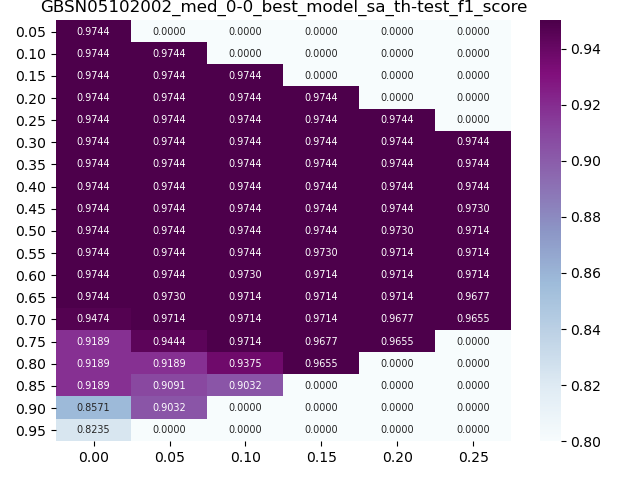 GBSN05102002_med_0-0_best_model_sa_th-test_f1_score
0.05 0.9744 0.0000 0.0000 0.0000 0.0000 0.0000
0.10 0.9744 0.9744 0.0000 0.0000 0.0000 0.0000
0.15 0.9744 0.9744 0.9744 0.0000 0.0000 0.0000
0.20 0.9744 0.9744 0.9744 0.9744 0.0000 0.0000
0.25 0.9744 0.9744 0.9744 0.9744 0.9744 0.0000
0.30 0.9744 0.9744 0.9744 0.9744 0.9744 0.9744
0.35 0.9744 0.9744 0.9744 0.9744 0.9744 0.9744
0.40 0.9744 0.9744 0.9744 0.9744 0.9744 0.9744
0.45 0.9744 0.9744 0.9744 0.9744 0.9744 0.9730
0.50 0.9744 0.9744 0.9744 0.9744 0.9730 0.9714
0.55 0.9744 0.9744 0.9744 0.9730 0.9714 0.9714
0.60 0.9744 0.9744 0.9730 0.9714 0.9714 0.9714
0.65 0.9744 0.9730 0.9714 0.9714 0.9714 0.9677
0.70 0.9474 0.9714 0.9714 0.9714 0.9677 0.9655
0.75 0.9189 0.9444 0.9714 0.9677 0.9655 0.0000
0.80 0.9189 0.9189 0.9375 0.9655 0.0000 0.0000
0.85 0.9189 0.9091 0.9032 0.0000 0.0000 0.0000
0.90 0.8571 0.9032 0.0000 0.0000 0.0000 0.0000
0.95 0.8235 0.0000 0.0000 0.0000 0.0000 0.0000
0.00 0.05 0.10 0.15 0.20 0.25
0.94
0.92
0.90
0.88
0.86
0.84
0.82
0.80